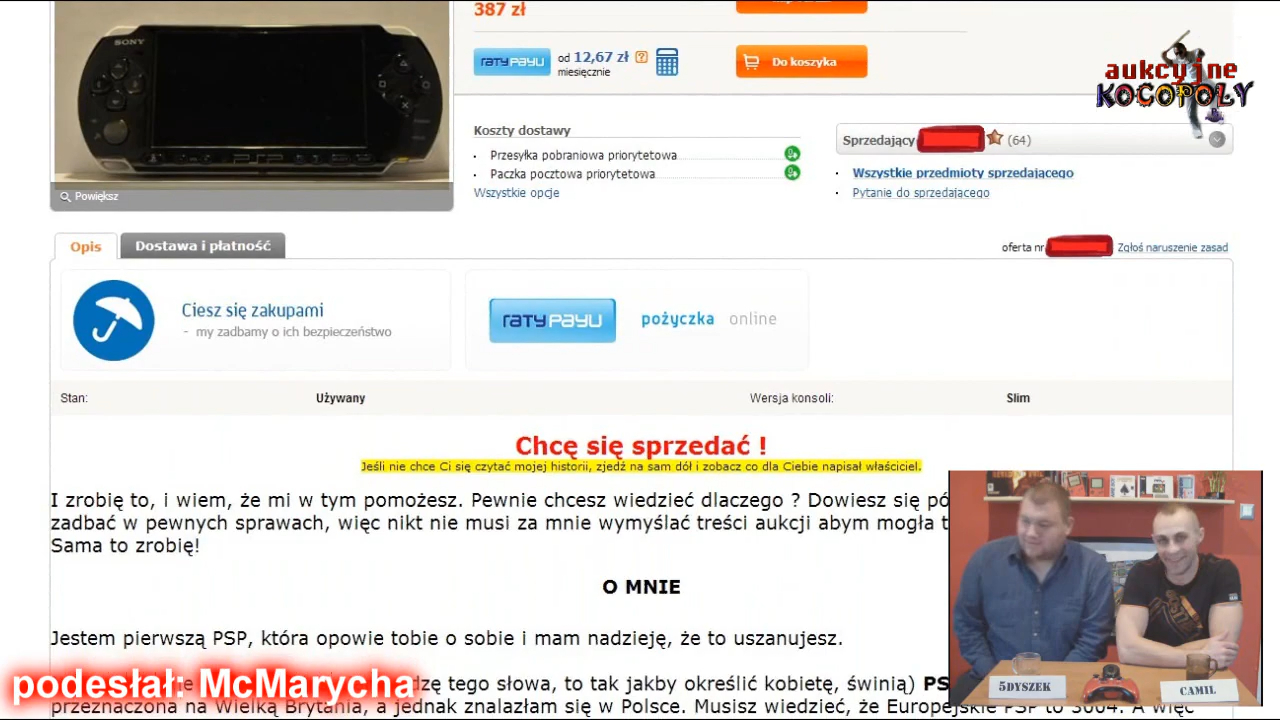 387 zł
SONY
raty PayU od 12,67 zł
miesięcznie
Do koszyka
aukcyjne
KOCOPOŁY
Koszty dostawy
Przesyłka pobraniowa priorytetowa
Paczka pocztowa priorytetowa
Wszystkie opcje
Sprzedający (64)
Wszystkie przedmioty sprzedającego
Pytanie do sprzedającego
PSP
Powiększ
Opis
Dostawa i płatność
oferta nr Zgłoś naruszenie zasad
Ciesz się zakupami
- my zadbamy o ich bezpieczeństwo
raty PayU pożyczka online
Stan: Używany Wersja konsoli: Slim
Chcę się sprzedać !
Jeśli nie chce Ci się czytać mojej historii, zjedź na sam dół i zobacz co dla Ciebie napisał właściciel.
I zrobię to, i wiem, że mi w tym pomożesz. Pewnie chcesz wiedzieć dlaczego ? Dowiesz się
zadbać w pewnych sprawach, więc nikt nie musi za mnie wymyślać treści aukcji abym mogła
Sama to zrobię!
O MNIE
Jestem pierwszą PSP, która opowie tobie o sobie i mam nadzieję, że to uszanujesz.
podesłał: McMarycha
tego słowa, to tak jakby określić kobietę, świnią)
przeznaczona na Wielką Brytanię, a jednak znalazłam się w Polsce. Musisz wiedzieć, że Europejskie PSP to 3004. A więc
5DYSZEK
CAMIL